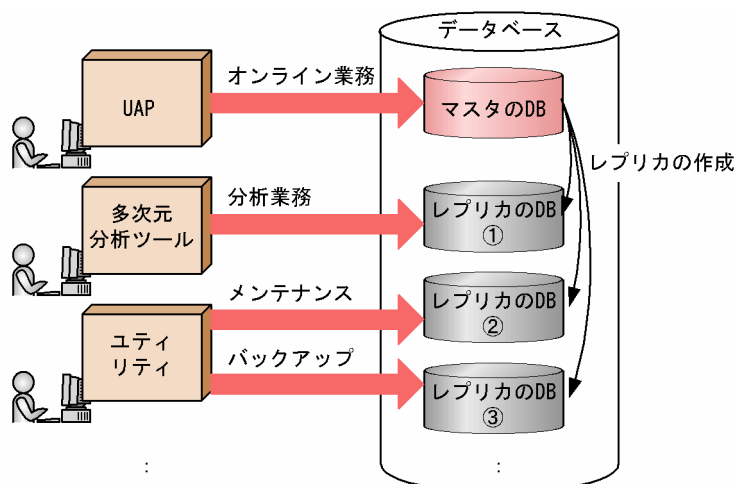 データベース
オンライン業務
UAP
マスタのDB
レプリカの作成
分析業務
多次元
分析ツール
レプリカのDB
①
メンテナンス
レプリカのDB
②
ユティ
リティ
バックアップ
レプリカのDB
③
:
: